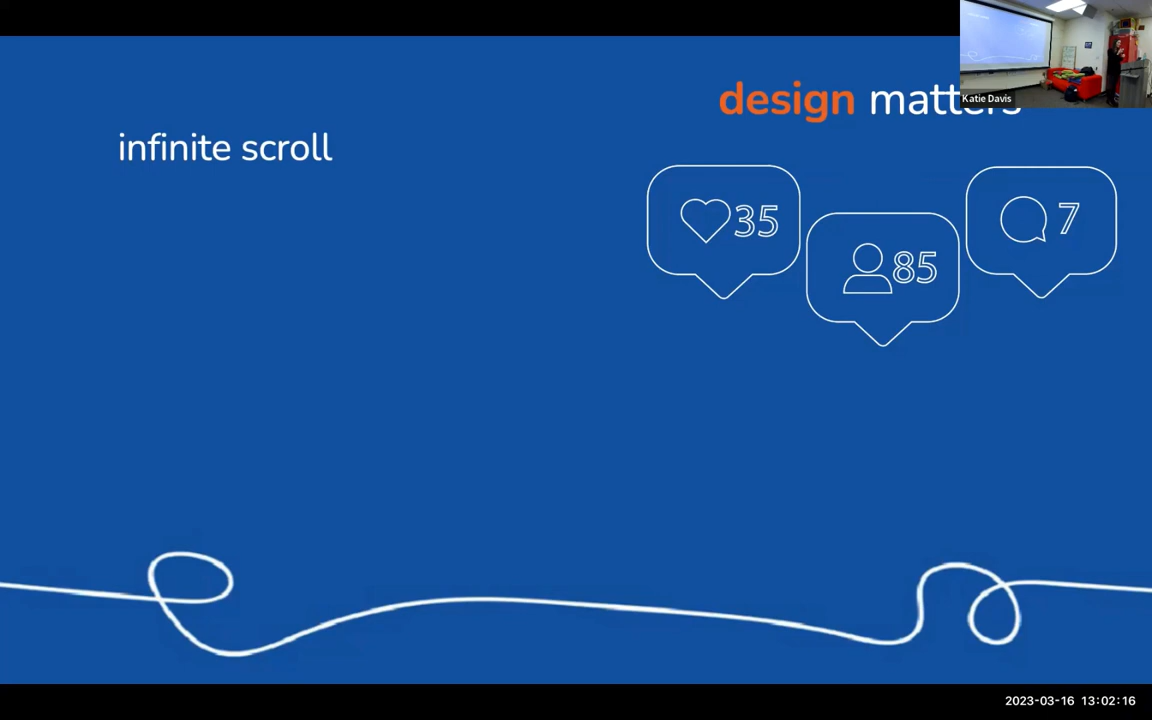 design matters
infinite scroll
35
85
7
Katie Davis
2023-03-16 13:02:16